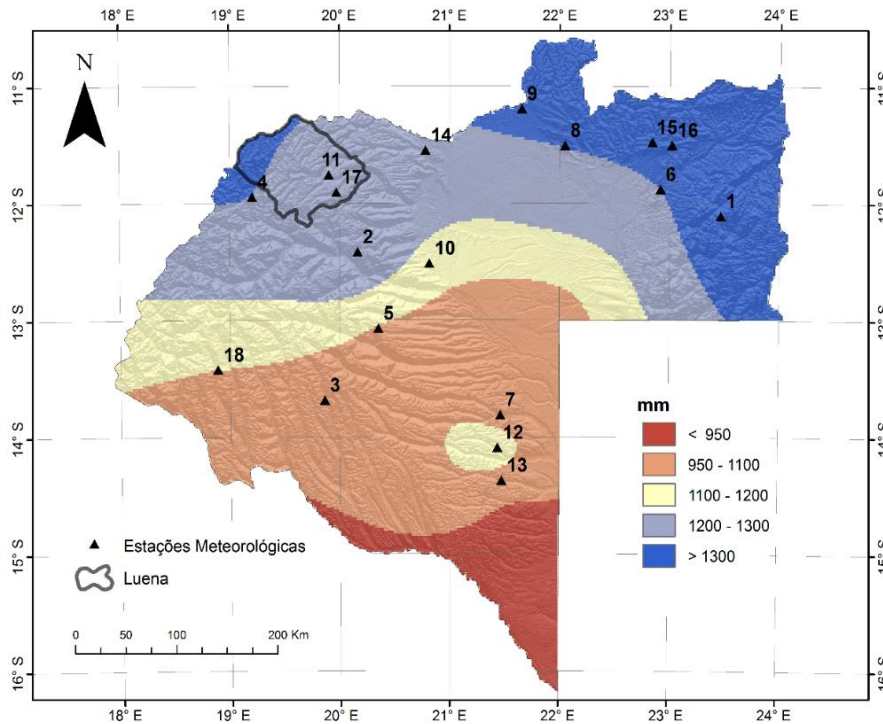 18° E 19° E 20° E 21° E 22° E 23° E 24° E
N
11° S 11° S
9
14 8 15 16
11
17 6
4 12° S 12° S
1
2
10
13° S 5 13° S
18
3
7
12
14° S 14° S
13
mm
< 950
950 - 1100
1100 - 1200
1200 - 1300
> 1300
15° S 15° S
Estações Meteorológicas
Luena
0 50 100 200 Km
16° S 16° S
18° E 19° E 20° E 21° E 22° E 23° E 24° E